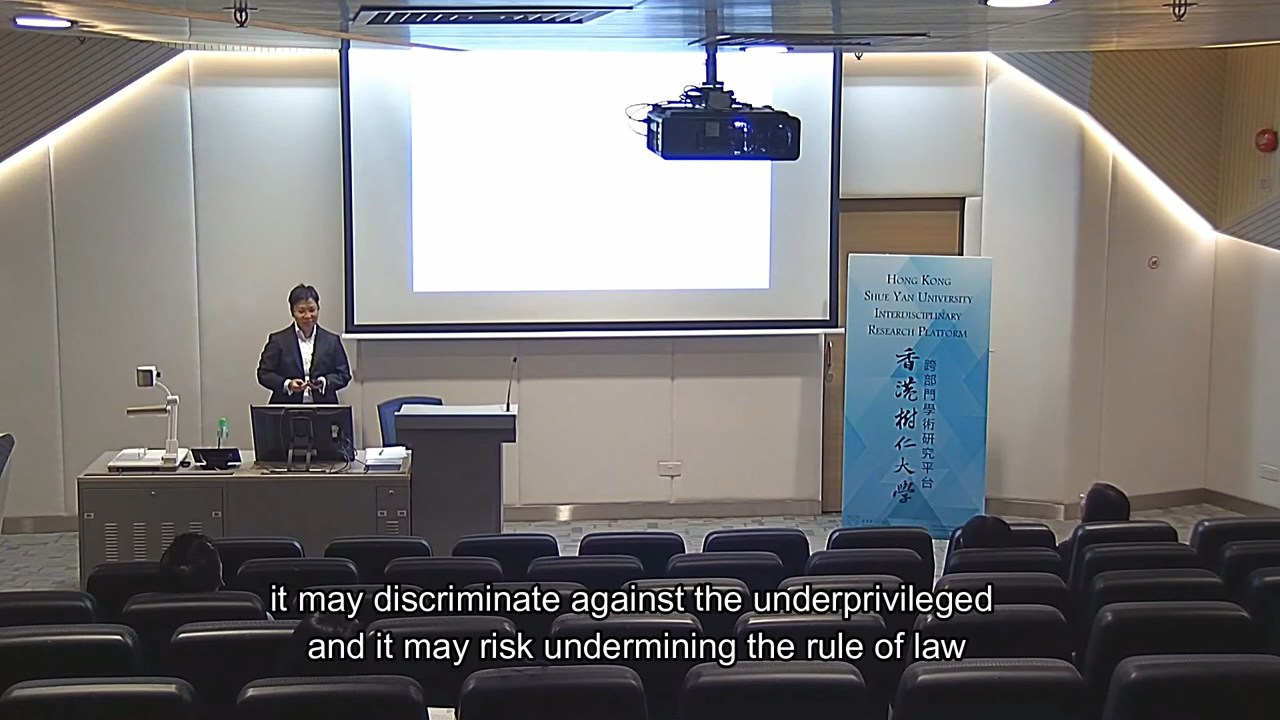 HONG KONG
SHUE YAN UNIVERSITY
INTERDISCIPLINARY
RESEARCH PLATFORM
香港樹仁大學
跨部門學術研究平台
it may discriminate against the underprivileged
and it may risk undermining the rule of law